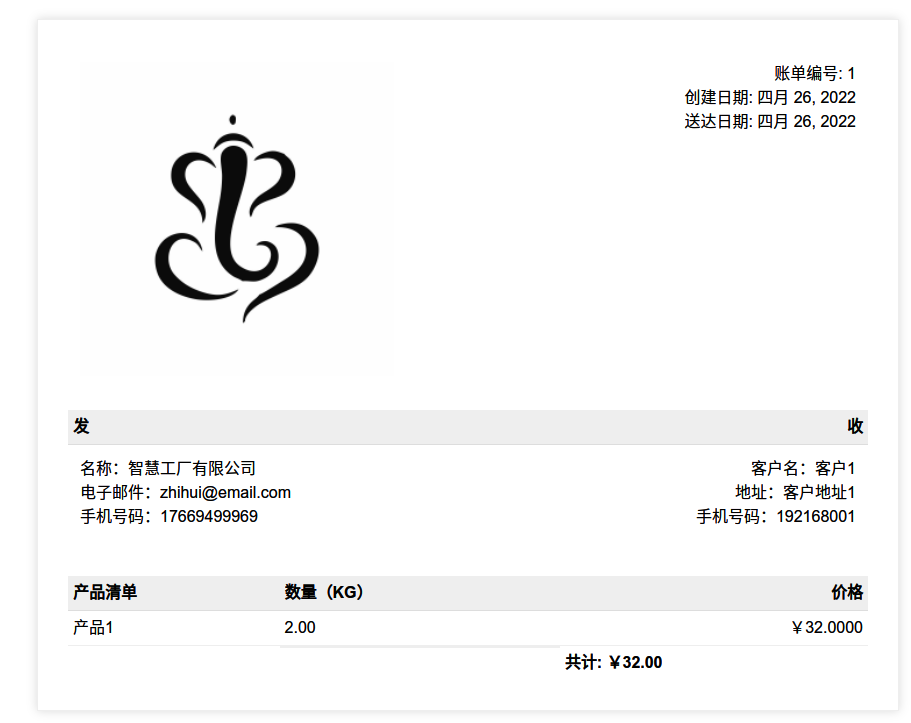 账单编号: 1
创建日期: 四月 26, 2022
送达日期: 四月 26, 2022
发 收
名称：智慧工厂有限公司 客户名：客户1
电子邮件：zhihui@email.com 地址：客户地址1
手机号码：17669499969 手机号码：192168001
产品清单 数量（KG） 价格
产品1 2.00 ￥32.0000
共计: ￥32.00